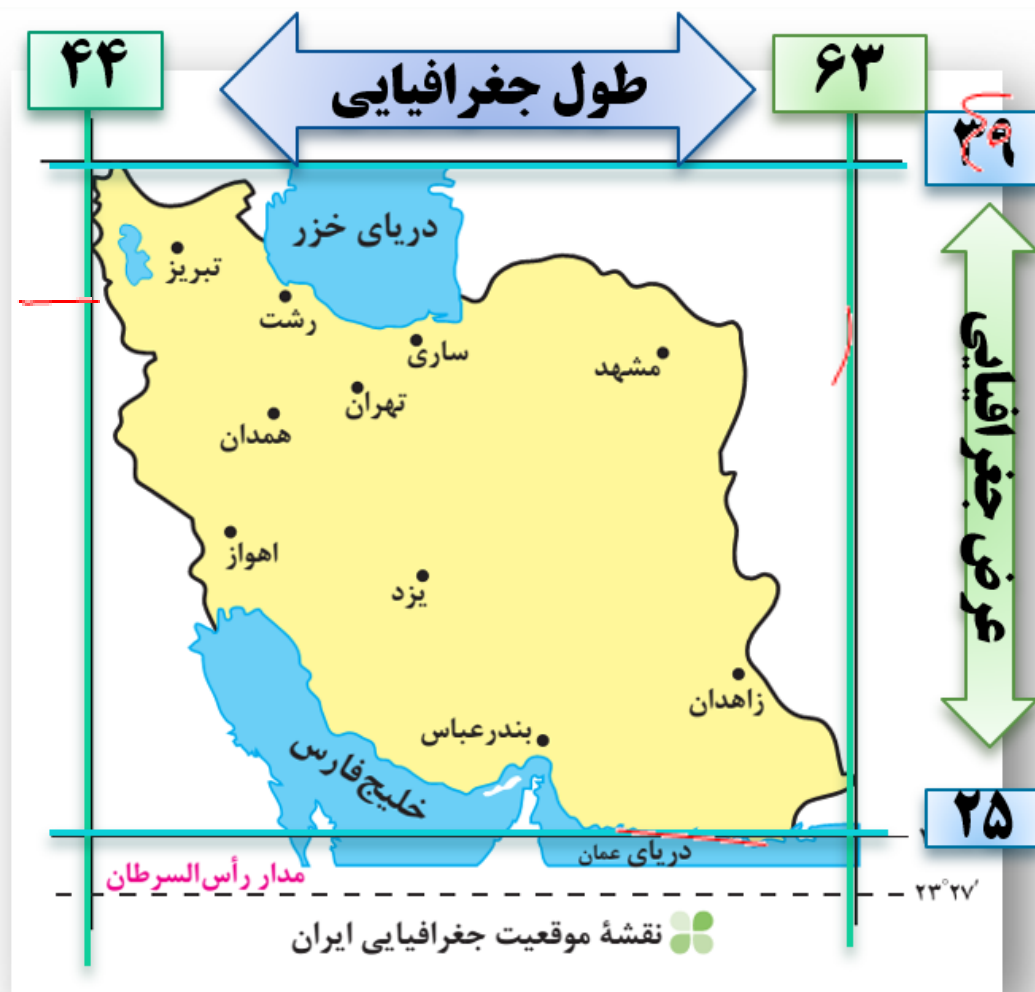 ۴۴
طول جغرافیایی
۶۳
۳۹
عرض جغرافیایی
دریای خزر
تبریز
رشت
ساری
مشهد
تهران
همدان
اهواز
یزد
زاهدان
بندرعباس
خلیج فارس
۲۵
دریای عمان
مدار رأس‌السرطان
۲۳°۲۷′
نقشهٔ موقعیت جغرافیایی ایران